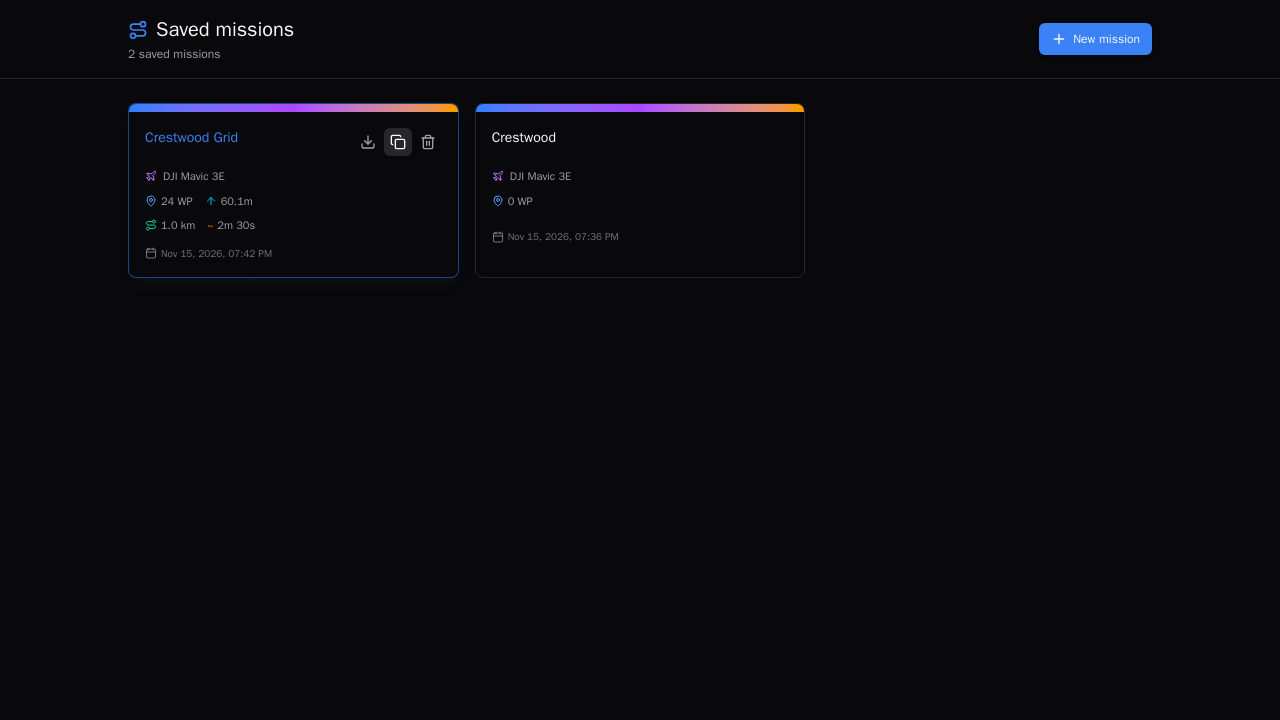 Saved missions
2 saved missions
New mission
Crestwood Grid
DJI Mavic 3E
24 WP 60.1m
1.0 km ~ 2m 30s
Nov 15, 2026, 07:42 PM
Crestwood
DJI Mavic 3E
0 WP
Nov 15, 2026, 07:36 PM